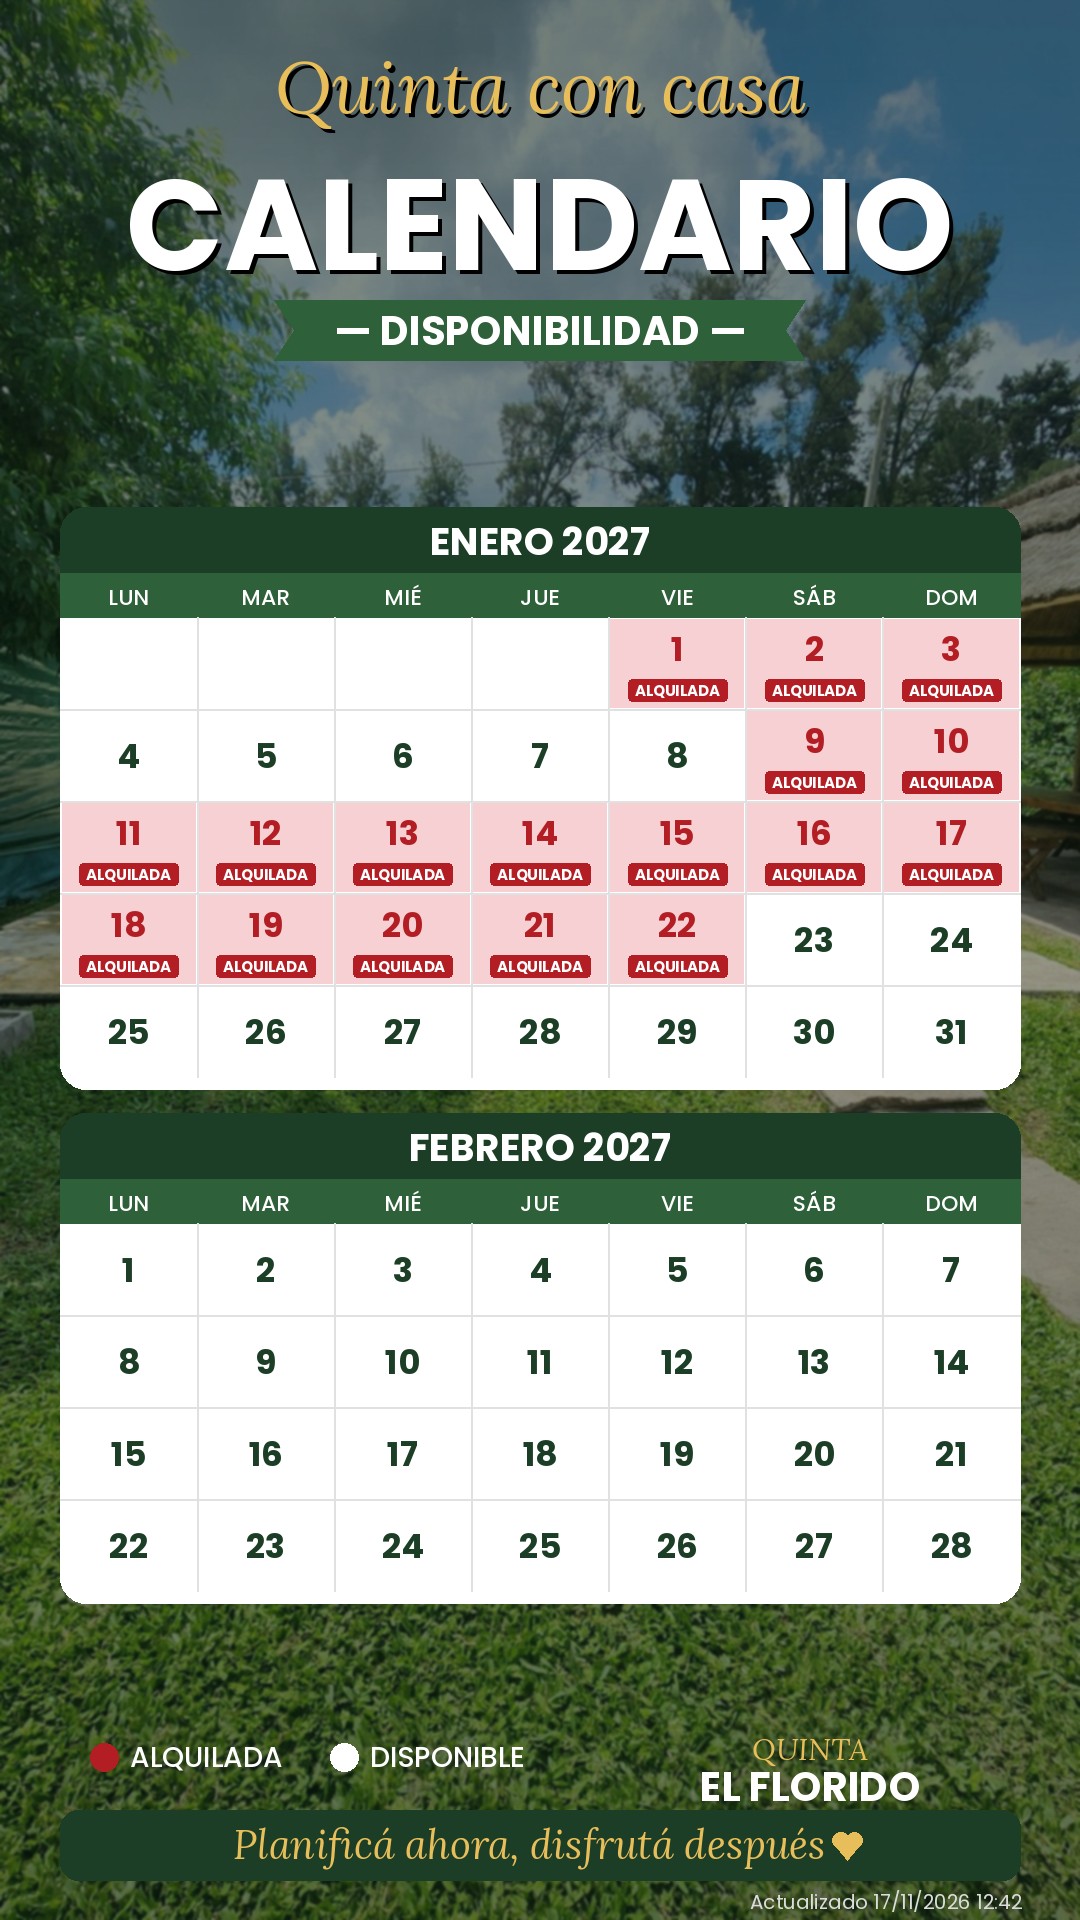 Quinta con casa
CALENDARIO
— DISPONIBILIDAD —
ENERO 2027
LUN MAR MIÉ JUE VIE SÁB DOM
1 2 3
ALQUILADA ALQUILADA ALQUILADA
4 5 6 7 8 9 10
ALQUILADA ALQUILADA
11 12 13 14 15 16 17
ALQUILADA ALQUILADA ALQUILADA ALQUILADA ALQUILADA ALQUILADA ALQUILADA
18 19 20 21 22 23 24
ALQUILADA ALQUILADA ALQUILADA ALQUILADA ALQUILADA
25 26 27 28 29 30 31
FEBRERO 2027
LUN MAR MIÉ JUE VIE SÁB DOM
1 2 3 4 5 6 7
8 9 10 11 12 13 14
15 16 17 18 19 20 21
22 23 24 25 26 27 28
ALQUILADA DISPONIBLE
QUINTA
EL FLORIDO
Planificá ahora, disfrutá después
Actualizado 17/11/2026 12:42